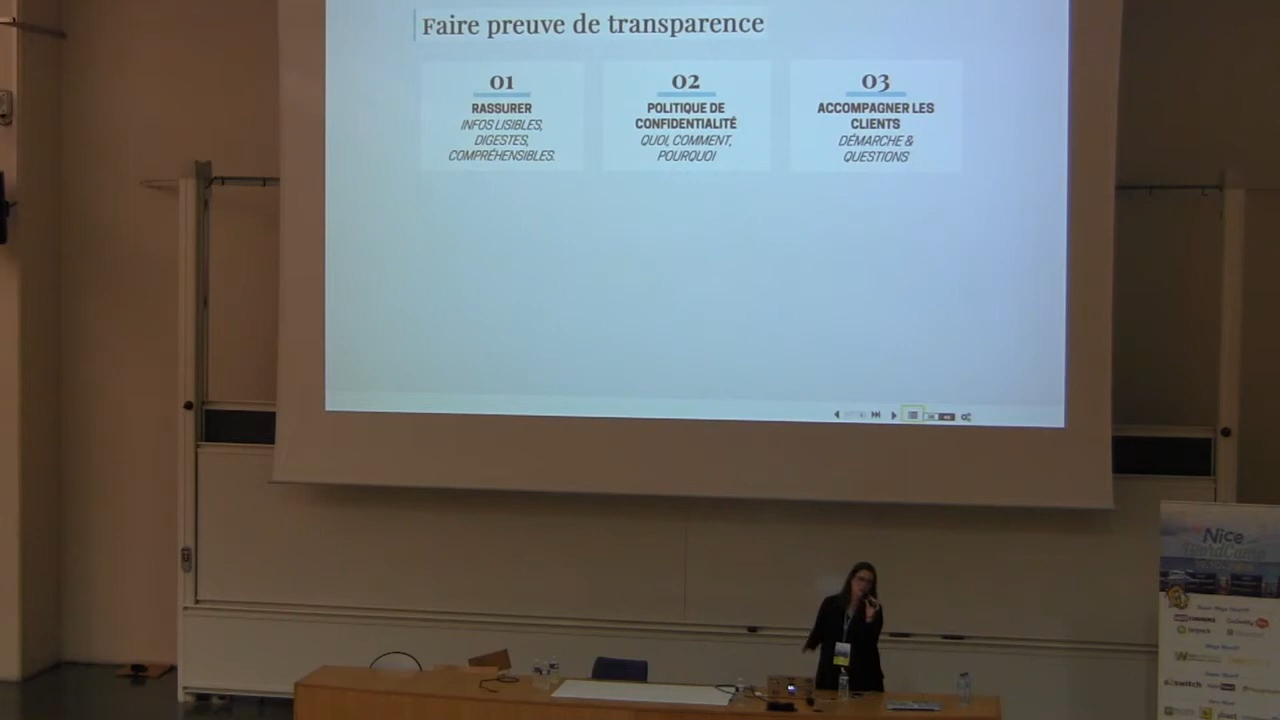 Faire preuve de transparence
01
RASSURER
INFOS LISIBLES,
DIGESTES,
COMPRÉHENSIBLES.
02
POLITIQUE DE
CONFIDENTIALITÉ
QUOI, COMMENT,
POURQUOI
03
ACCOMPAGNER LES
CLIENTS
DÉMARCHE &
QUESTIONS
Nice
WordCamp